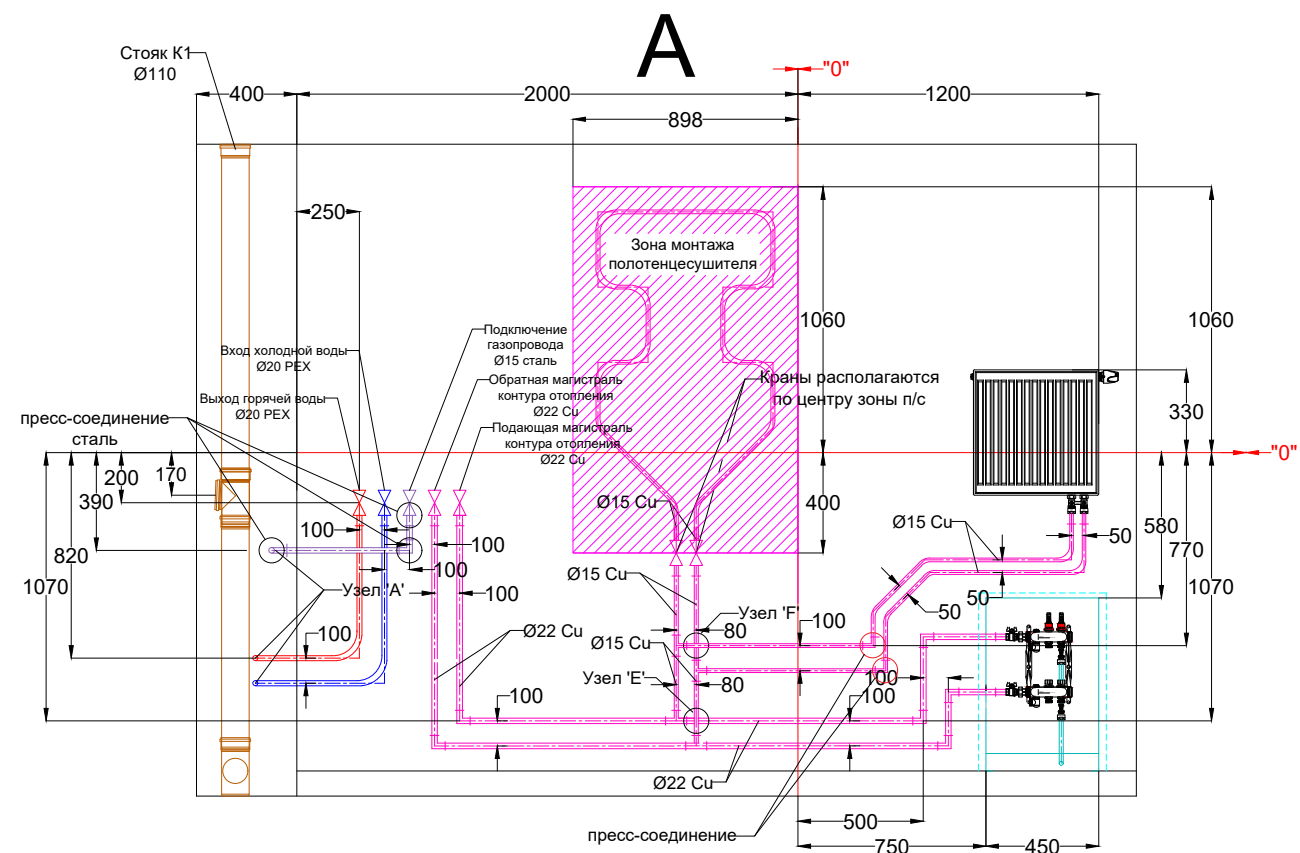 A
Стояк К1
Ø110
"0"
400
2000
1200
898
250
Зона монтажа
полотенцесушителя
1060
1060
Подключение
газопровода
Ø15 сталь
Вход холодной воды
Ø20 PEX
Обратная магистраль
контура отопления
Ø22 Cu
Краны располагаются
по центру зоны п/с
Выход горячей воды
Ø20 PEX
пресс-соединение
сталь
Подающая магистраль
контура отопления
Ø22 Cu
330
"0"
170
200
390
820
1070
Ø15 Cu
400
580
770
1070
Ø15 Cu
50
100
100
100
100
Узел 'А'
Ø15 Cu
50
50
Узел 'F'
100
Ø22 Cu
Ø15 Cu
80
100
Узел 'E'
80
100
100
100
Ø22 Cu
500
пресс-соединение
750
450